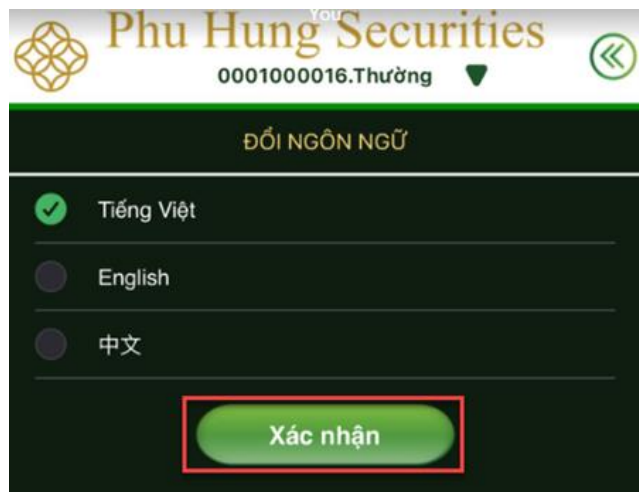 You
Phu Hung Securities
0001000016.Thường
ĐỔI NGÔN NGỮ
Tiếng Việt
English
中文
Xác nhận